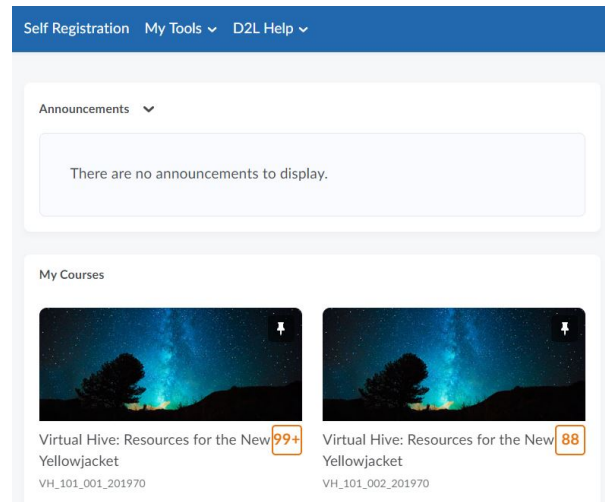 Self Registration My Tools D2L Help
Announcements
There are no announcements to display.
My Courses
Virtual Hive: Resources for the New 99+
Yellowjacket
VH_101_001_201970
Virtual Hive: Resources for the New 88
Yellowjacket
VH_101_002_201970